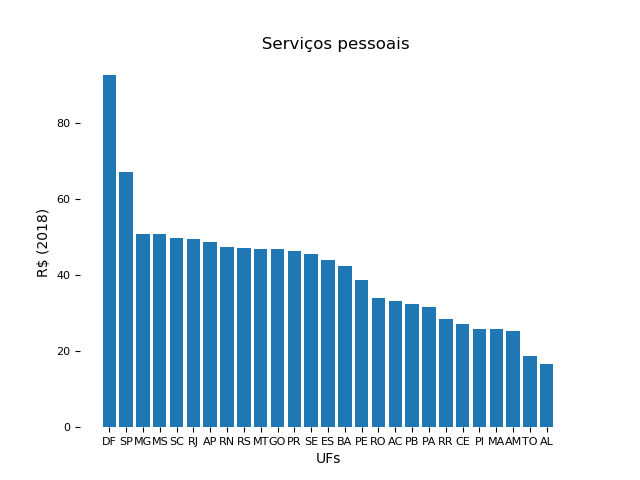 Serviços pessoais
R$ (2018)
80
60
40
20
0
DF SP MG MS SC RJ AP RN RS MT GO PR SE ES BA PE RO AC PB PA RR CE PI MA AM TO AL
UFs